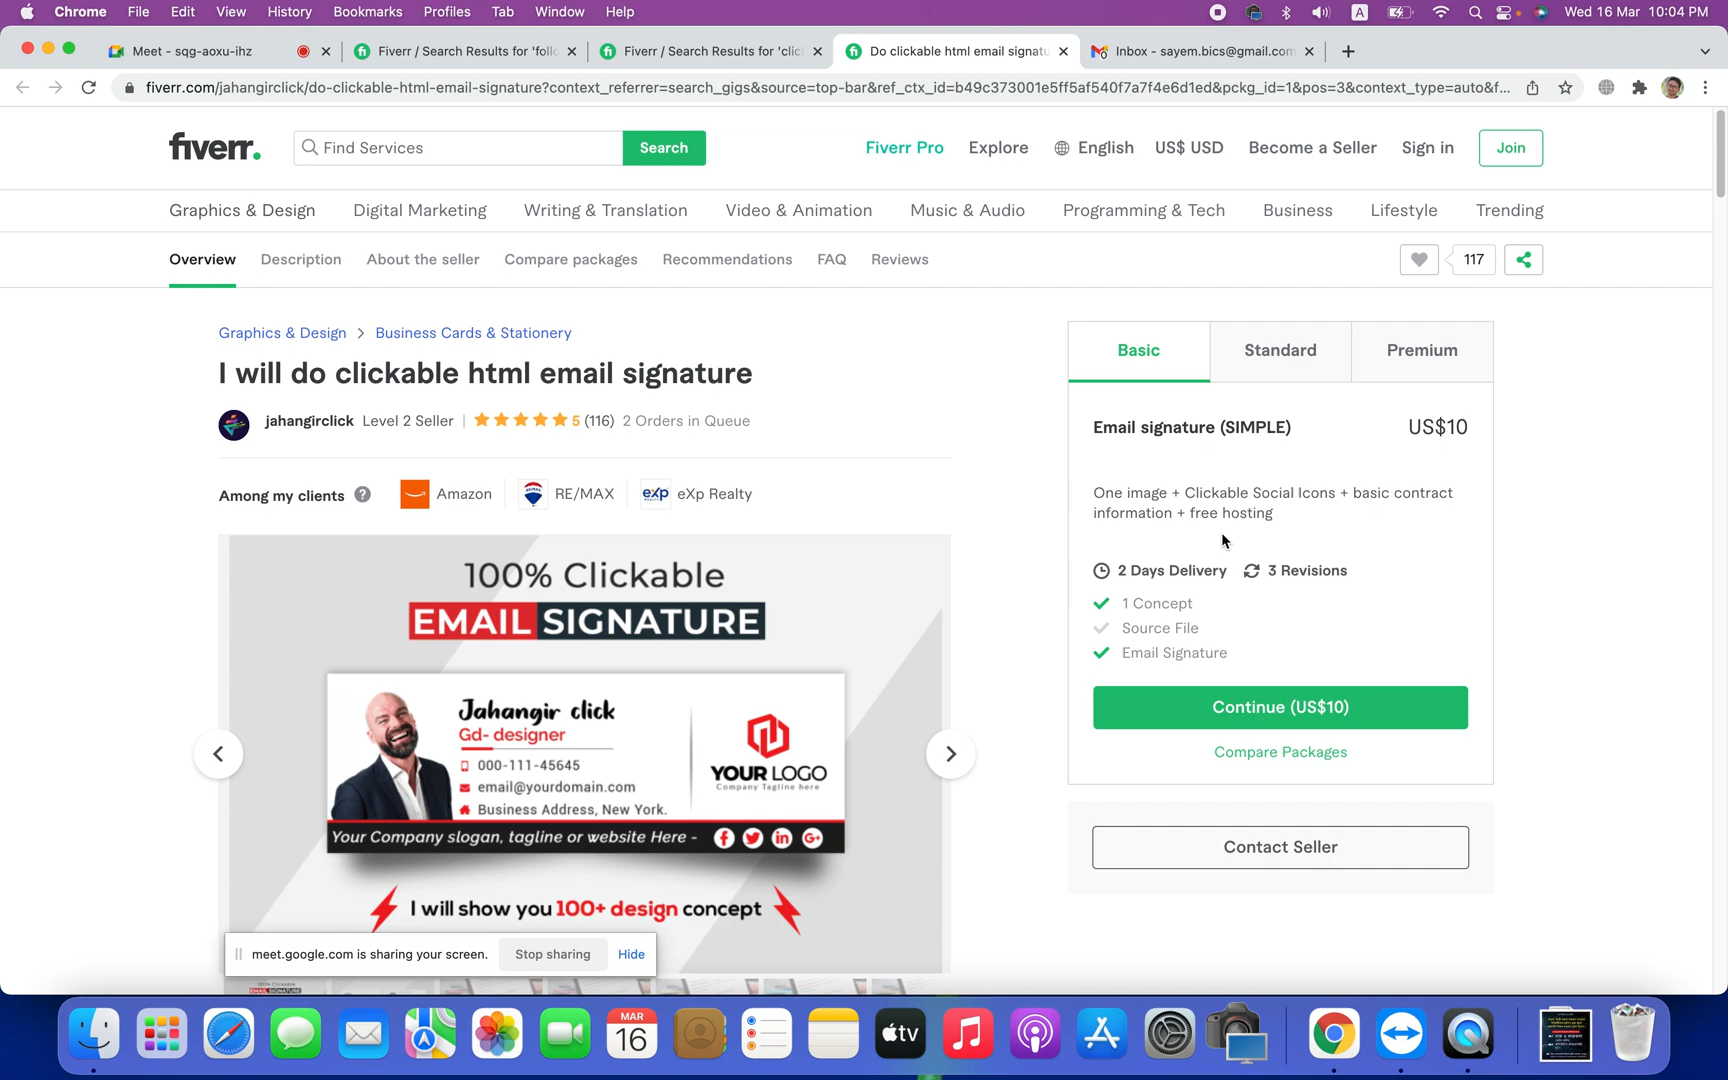 Chrome File Edit View History Bookmarks Profiles Tab Window Help A Wed 16 Mar 10:04 PM
Meet - sqg-aoxu-ihz Fiverr / Search Results for 'follo Fiverr / Search Results for 'clic Do clickable html email signatu Inbox - sayem.bics@gmail.com
fiverr.com/jahangirclick/do-clickable-html-email-signature?context_referrer=search_gigs&source=top-bar&ref_ctx_id=b49c373001e5ff5af540f7a7f4e6d1ed&pckg_id=1&pos=3&context_type=auto&f...
fiverr. Find Services Search Fiverr Pro Explore English US$ USD Become a Seller Sign in Join
Graphics & Design Digital Marketing Writing & Translation Video & Animation Music & Audio Programming & Tech Business Lifestyle Trending
Overview Description About the seller Compare packages Recommendations FAQ Reviews 117
Graphics & Design > Business Cards & Stationery
I will do clickable html email signature
jahangirclick Level 2 Seller | 5 (116) 2 Orders in Queue
Among my clients ? Amazon RE/MAX exp eXp Realty
100% Clickable
EMAIL SIGNATURE
Jahangir click
Gd- designer
000-111-45645
email@yourdomain.com
Business Address, New York.
YOUR LOGO
Company Tagline here
Your Company slogan, tagline or website Here -
I will show you 100+ design concept
Basic Standard Premium
Email signature (SIMPLE) US$10
One image + Clickable Social Icons + basic contract
information + free hosting
2 Days Delivery 3 Revisions
1 Concept
Source File
Email Signature
Continue (US$10)
Compare Packages
Contact Seller
meet.google.com is sharing your screen. Stop sharing Hide
MAR
16
tv